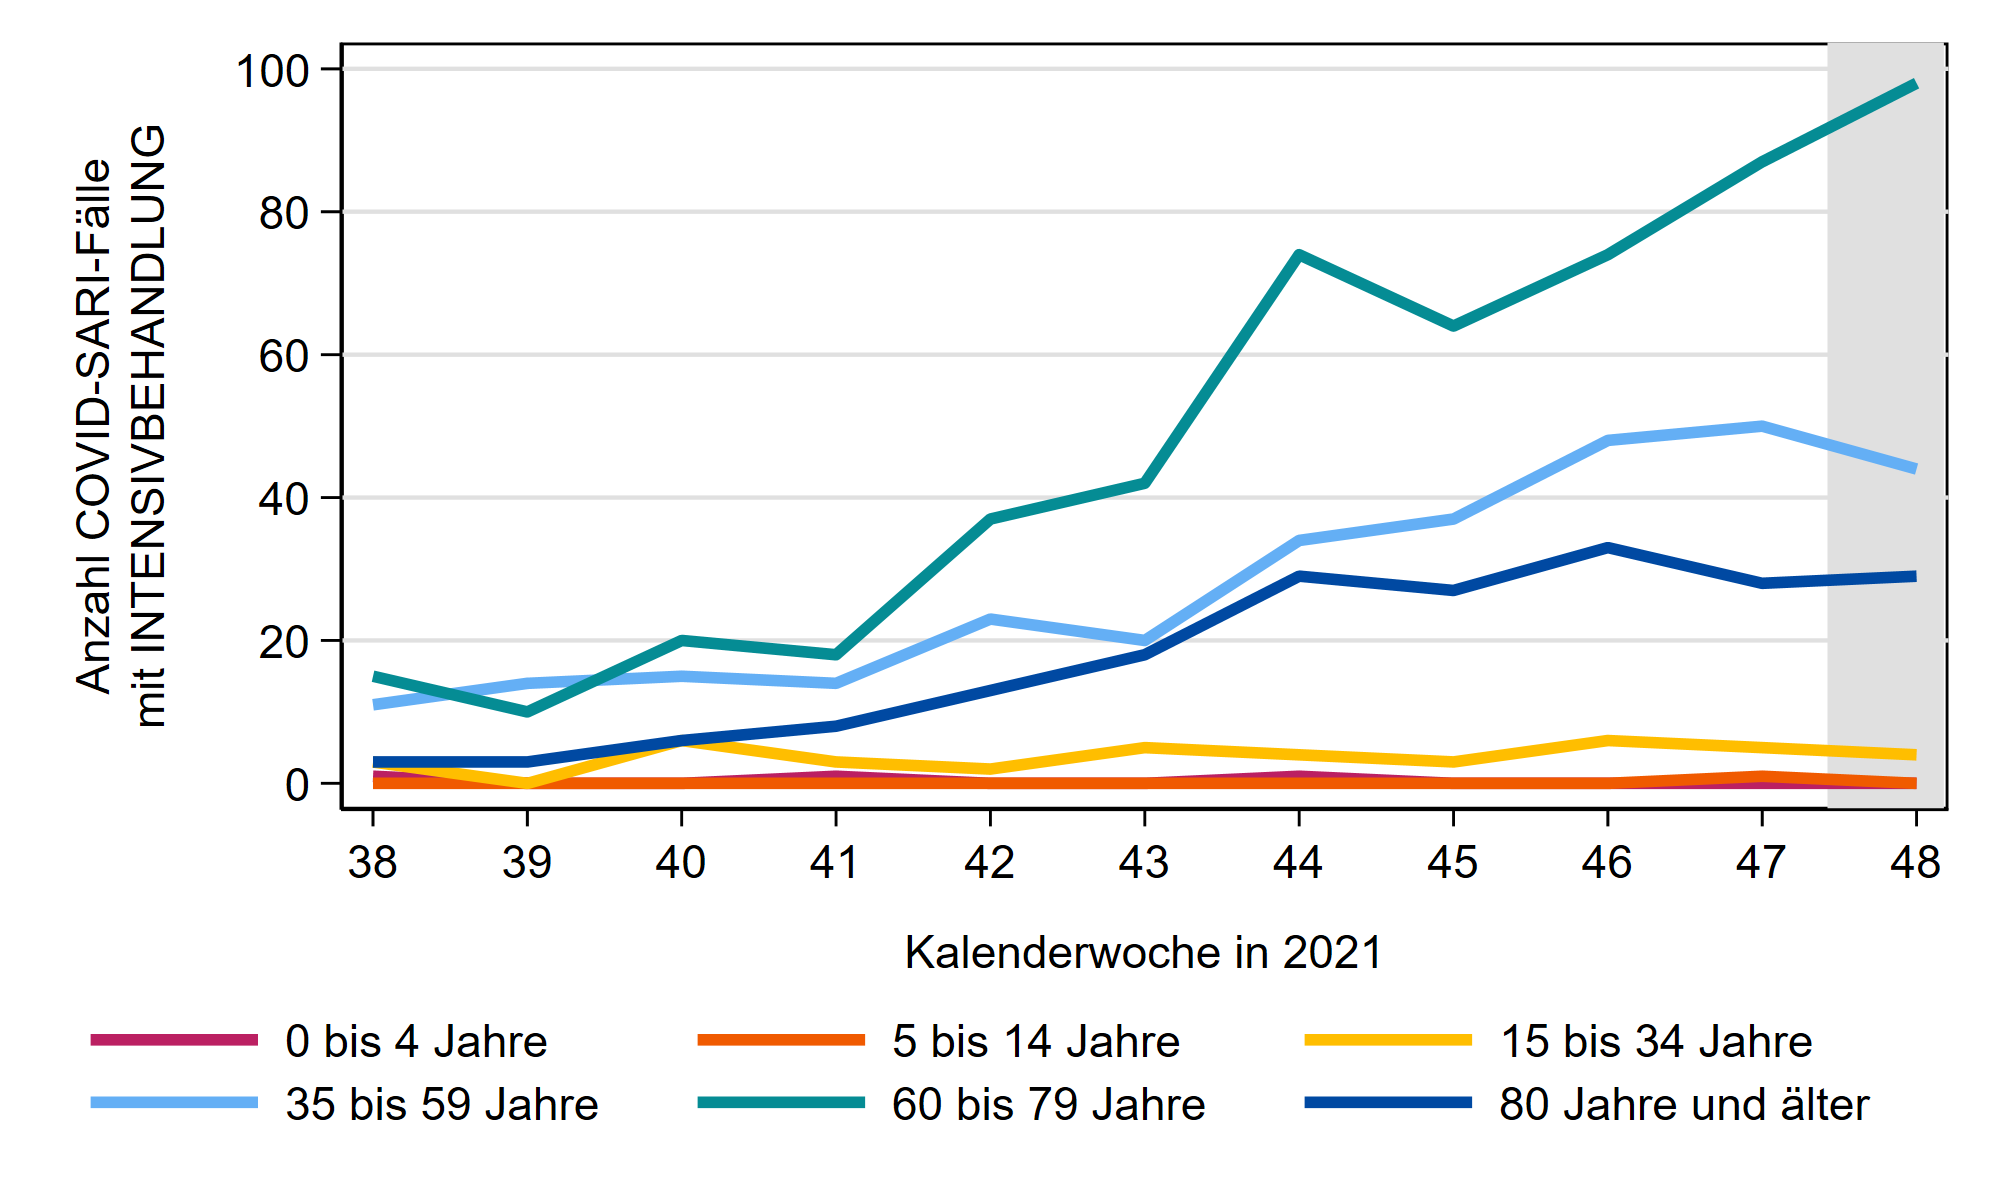 Anzahl COVID-SARI-Fälle
mit INTENSIVBEHANDLUNG
100
80
60
40
20
0
38 39 40 41 42 43 44 45 46 47 48
Kalenderwoche in 2021
0 bis 4 Jahre 5 bis 14 Jahre 15 bis 34 Jahre
35 bis 59 Jahre 60 bis 79 Jahre 80 Jahre und älter